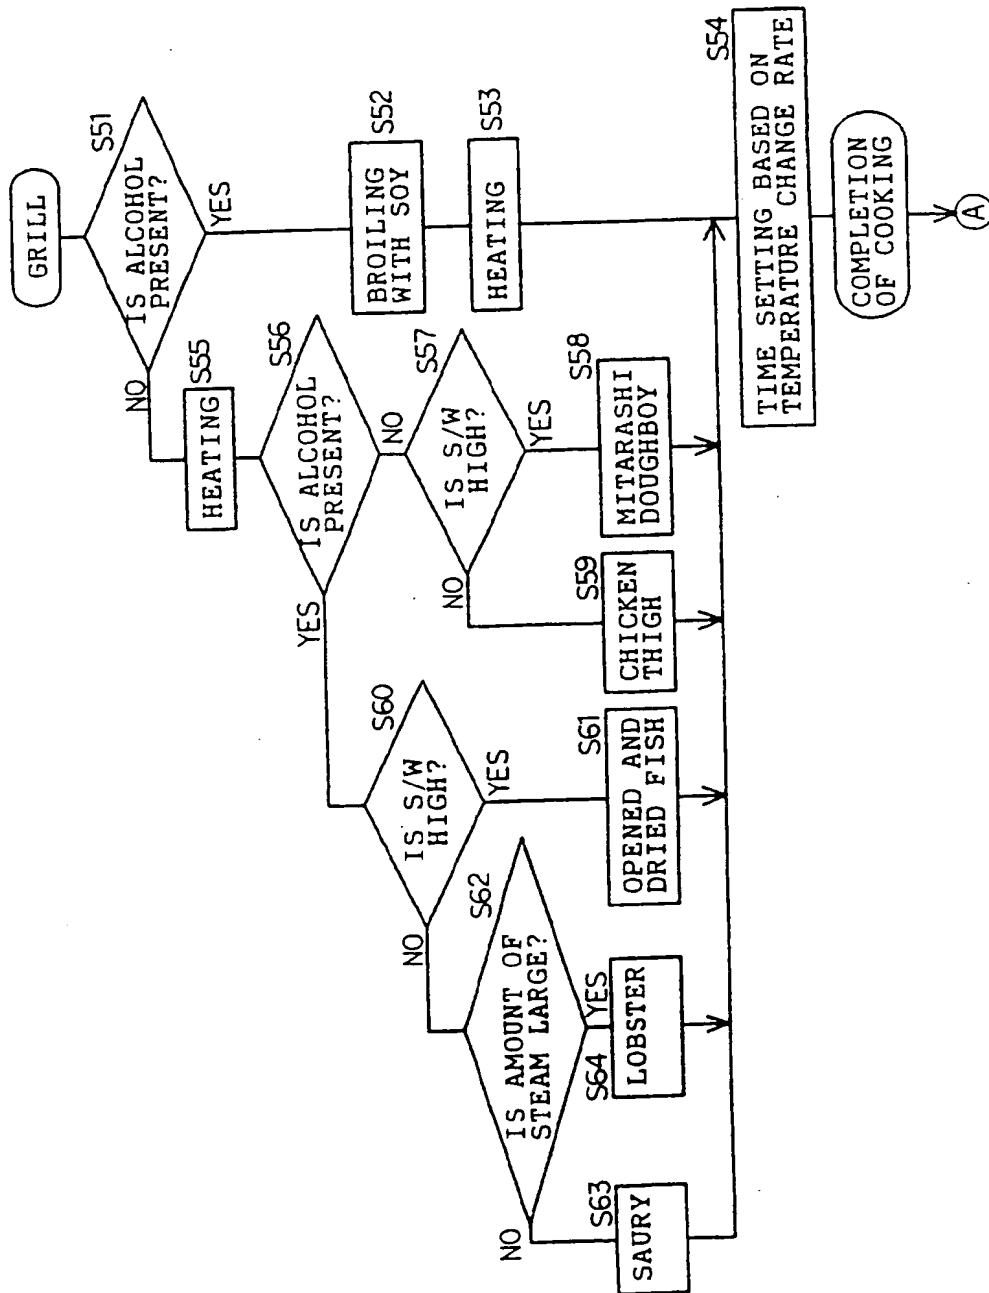 GRILL
S51
IS ALCOHOL
PRESENT?
YES
NO
S52
BROILING
WITH SOY
S53
HEATING
S54
TIME SETTING BASED ON
TEMPERATURE CHANGE RATE
COMPLETION
OF COOKING
A
S55
HEATING
S56
IS ALCOHOL
PRESENT?
NO
YES
S57
IS S/W
HIGH?
YES
NO
S58
MITARASHI
DOUGHBOY
S59
CHICKEN
THIGH
S60
IS S/W
HIGH?
YES
NO
S61
OPENED AND
DRIED FISH
S62
IS AMOUNT OF
STEAM LARGE?
YES
NO
S64
LOBSTER
S63
SAURY